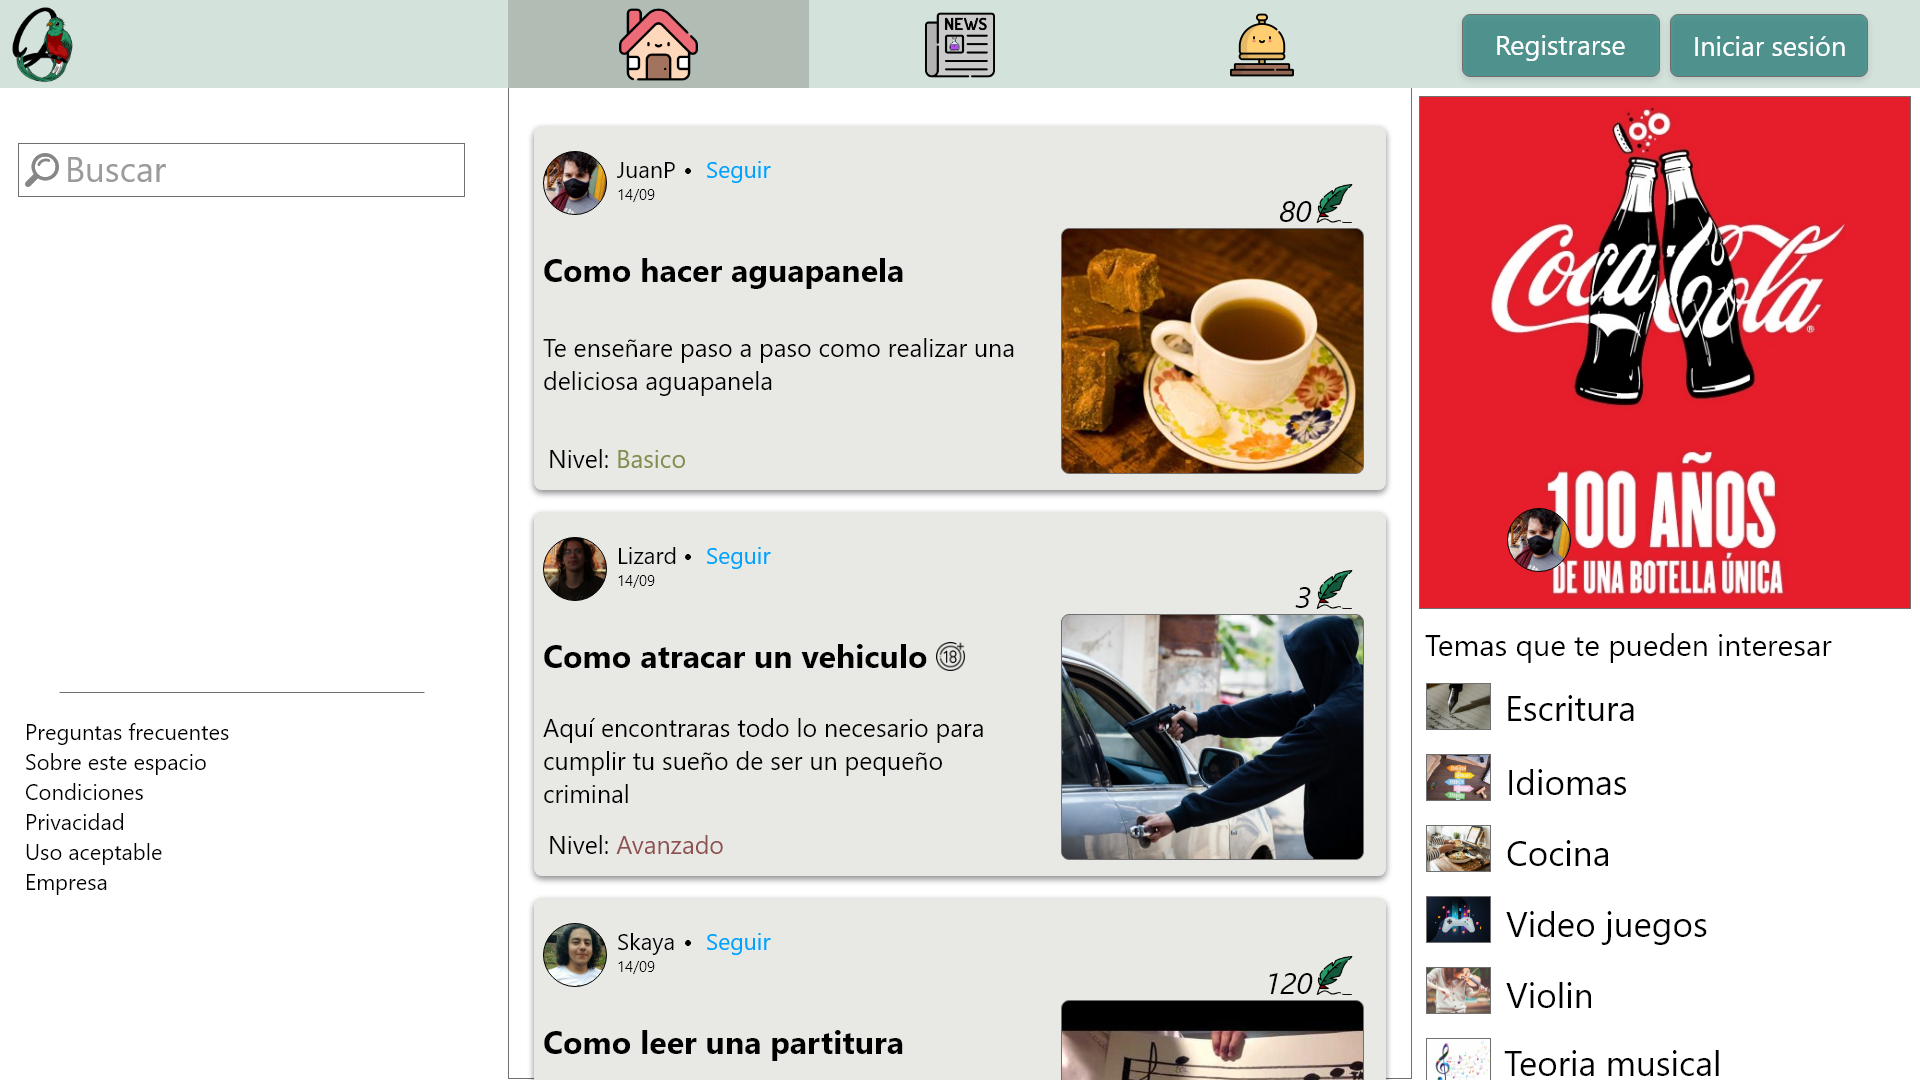 NEWS
Registrarse
Iniciar sesión
Buscar
JuanP • Seguir
14/09
80
Como hacer aguapanela
Te enseñare paso a paso como realizar una
deliciosa aguapanela
Nivel: Basico
Lizard • Seguir
14/09
3
Como atracar un vehiculo 18+
Aquí encontraras todo lo necesario para
cumplir tu sueño de ser un pequeño
criminal
Nivel: Avanzado
Skaya • Seguir
14/09
120
Como leer una partitura
Preguntas frecuentes
Sobre este espacio
Condiciones
Privacidad
Uso aceptable
Empresa
Coca-Cola
®
100 AÑOS
DE UNA BOTELLA ÚNICA
Temas que te pueden interesar
Escritura
Idiomas
Cocina
Video juegos
Violin
Teoria musical